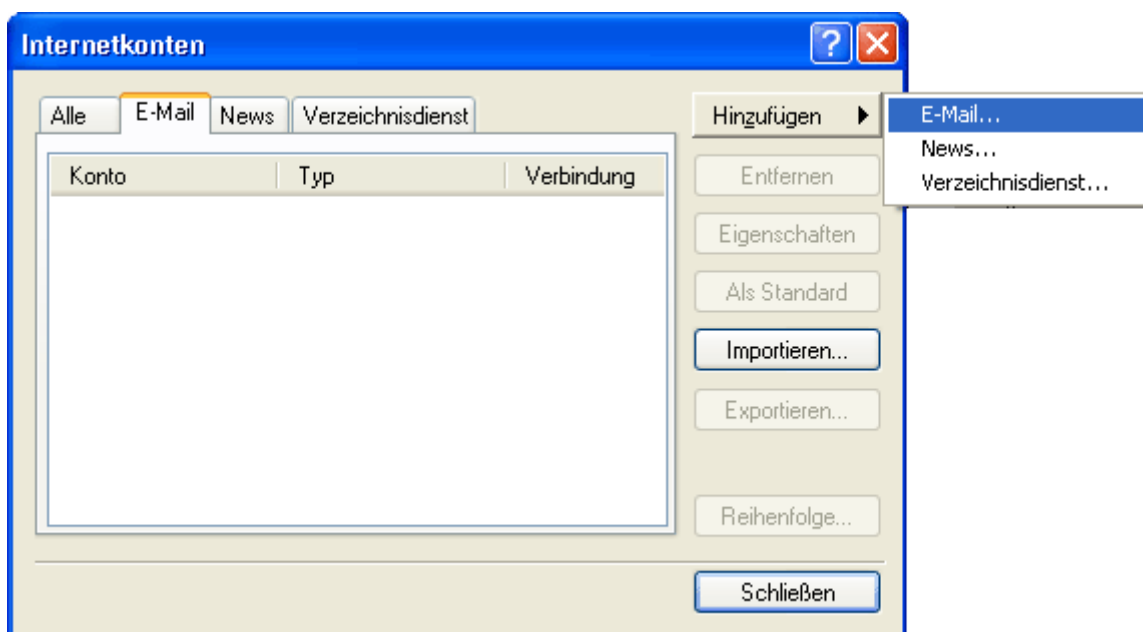 Internetkonten
Alle E-Mail News Verzeichnisdienst
Konto Typ Verbindung
Hinzufügen
E-Mail...
News...
Verzeichnisdienst...
Entfernen
Eigenschaften
Als Standard
Importieren...
Exportieren...
Reihenfolge...
Schließen